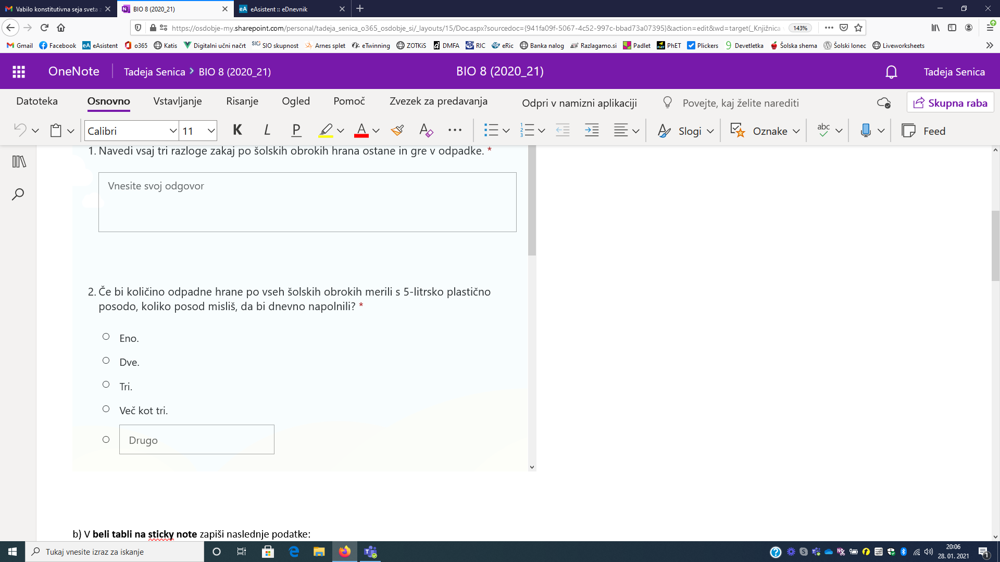 Vabilo konstitutivna seja sveta
BIO 8 (2020_21)
eA eAsistent :: eDnevnik
https://osdobje-my.sharepoint.com/personal/tadeja_senica_o365_osdobje_si/_layouts/15/Doc.aspx?sourcedoc={941fa09f-5067-4c52-997c-bbad73a07395}&action=edit&wd=target(_Knjižnica
143%
Gmail Facebook eA eAsistent o365 Katis Digitalni učni načrt SIO SIO skupnost Arnes splet eTwinning ZOTKiS DMFA RIC eRic Banka nalog Razlagamo.si Padlet PhET Plickers Devetletka Šolska shema Šolski lonec Liveworksheets
OneNote Tadeja Senica > BIO 8 (2020_21) BIO 8 (2020_21) Tadeja Senica
Datoteka Osnovno Vstavljanje Risanje Ogled Pomoč Zvezek za predavanja Odpri v namizni aplikaciji Povejte, kaj želite narediti Skupna raba
Calibri 11 K L P A A Slogi Oznake abc Feed
1. Navedi vsaj tri razloge zakaj po šolskih obrokih hrana ostane in gre v odpadke. *
Vnesite svoj odgovor
2. Če bi količino odpadne hrane po vseh šolskih obrokih merili s 5-litrsko plastično
posodo, koliko posod misliš, da bi dnevno napolnili? *
Eno.
Dve.
Tri.
Več kot tri.
Drugo
b) V beli tabli na sticky note zapiši naslednje podatke:
Tukaj vnesite izraz za iskanje
20:06
28. 01. 2021
1